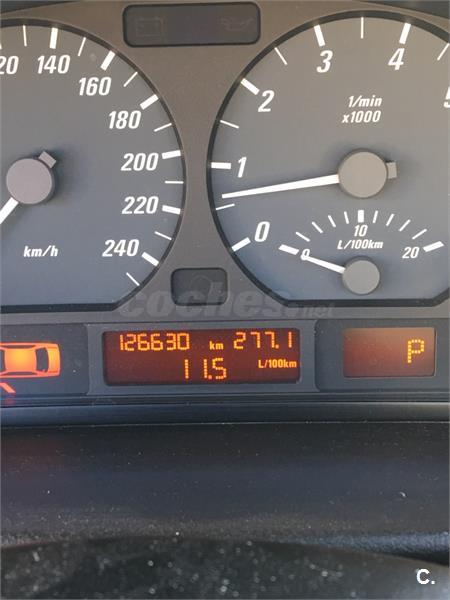 120 140 160 180 200 220 240
km/h
0 1 2 3 4 5
1/min
x1000
0 10 20
L/100km
coches.net
126630 km 277.1
11.5 L/100km
P
C.